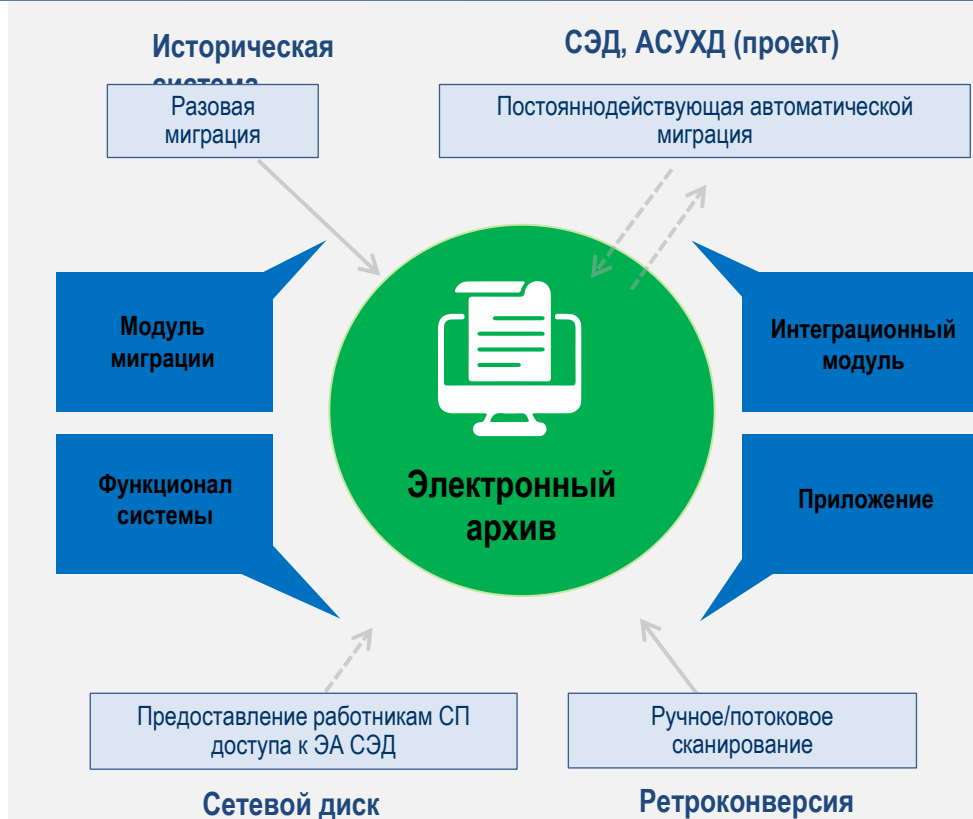 Историческая
система
СЭД, АСУХД (проект)
Разовая
миграция
Постояннодействующая автоматической
миграция
Модуль
миграции
Интеграционный
модуль
Функционал
системы
Приложение
Электронный
архив
Предоставление работникам СП
доступа к ЭА СЭД
Ручное/потоковое
сканирование
Сетевой диск
Ретроконверсия